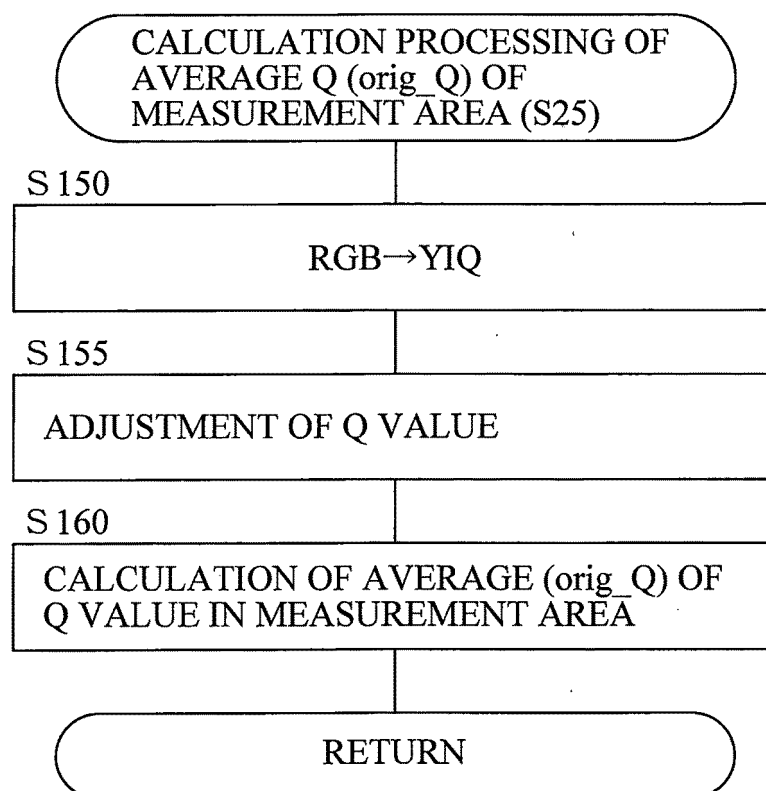 CALCULATION PROCESSING OF
AVERAGE Q (orig_Q) OF
MEASUREMENT AREA (S25)
S 150
RGB→YIQ
S 155
ADJUSTMENT OF Q VALUE
S 160
CALCULATION OF AVERAGE (orig_Q) OF
Q VALUE IN MEASUREMENT AREA
RETURN